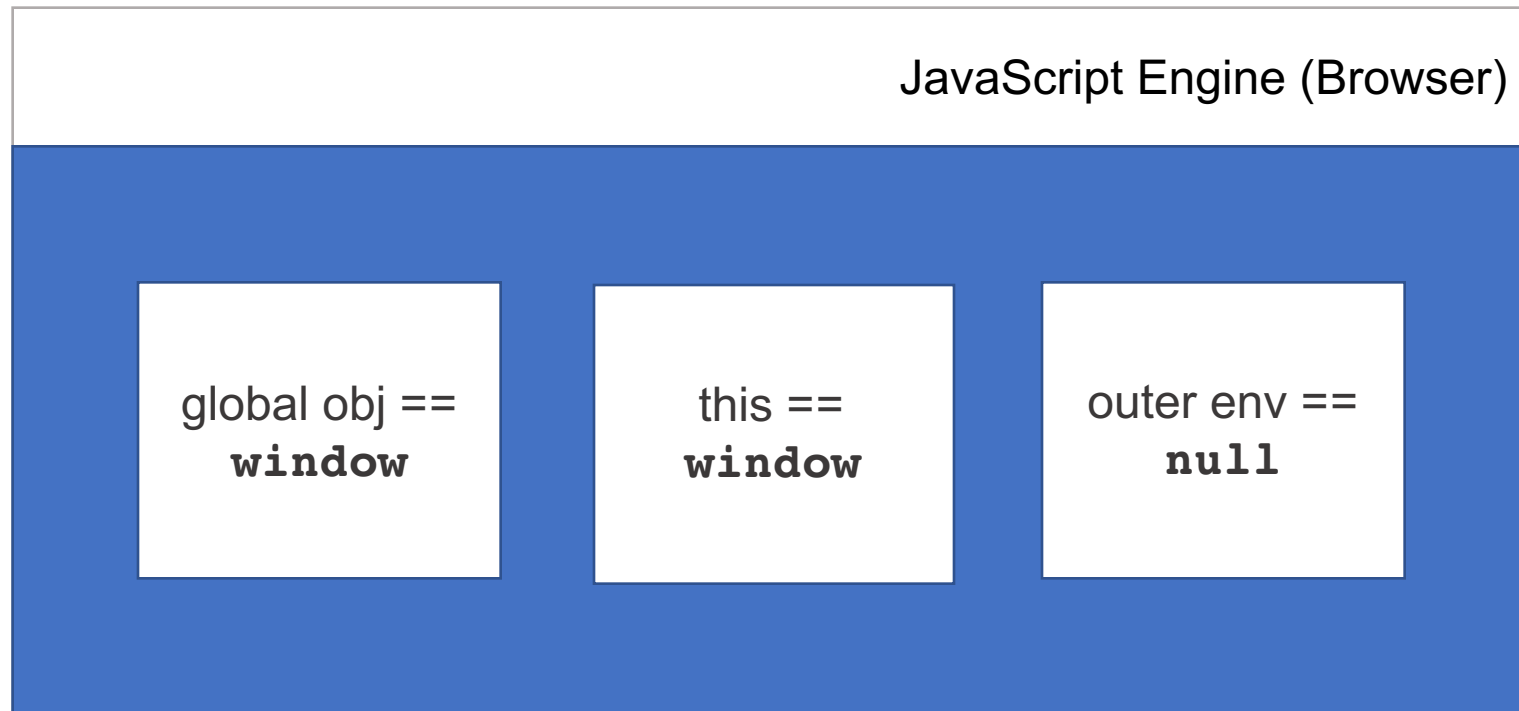 JavaScript Engine (Browser)
global obj ==
window
this ==
window
outer env ==
null